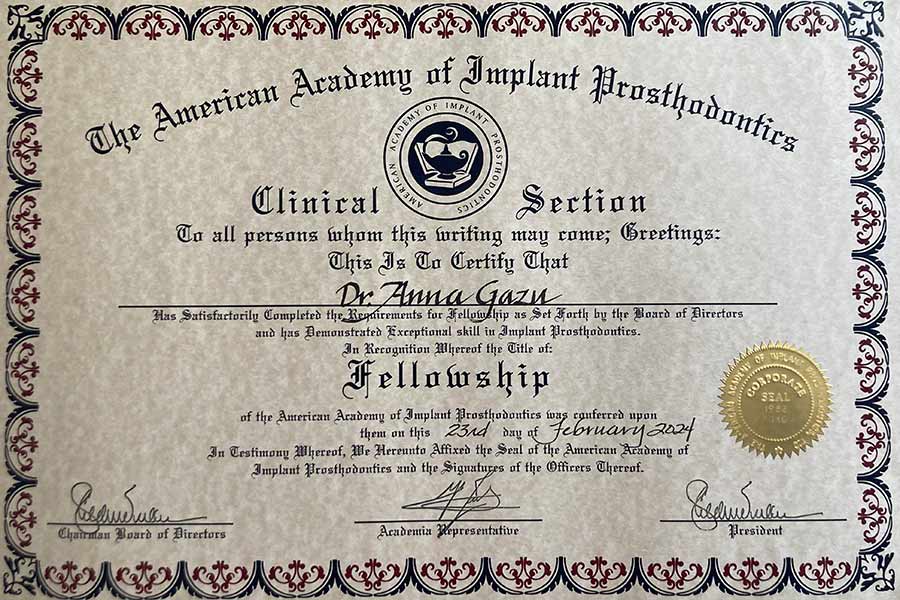 The American Academy of Implant Prosthodontics
AMERICAN ACADEMY OF IMPLANT PROSTHODONTICS
Clinical Section
To all persons whom this writing may come; Greetings:
This Is To Certify That
Dr. Anna Gazu
Has Satisfactorily Completed the Requirements for Fellowship as Set Forth by the Board of Directors
and has Demonstrated Exceptional skill in Implant Prosthodontics.
In Recognition Whereof the Title of:
Fellowship
of the American Academy of Implant Prosthodontics was conferred upon
them on this 23rd day of February 2024
In Testimony Whereof, We Hereunto Affixed the Seal of the American Academy of
Implant Prosthodontics and the Signatures of the Officers Thereof.
ACADEMY OF IMPLANT
CORPORATE
SEAL
1982
Chairman Board of Directors
Academia Representative
President